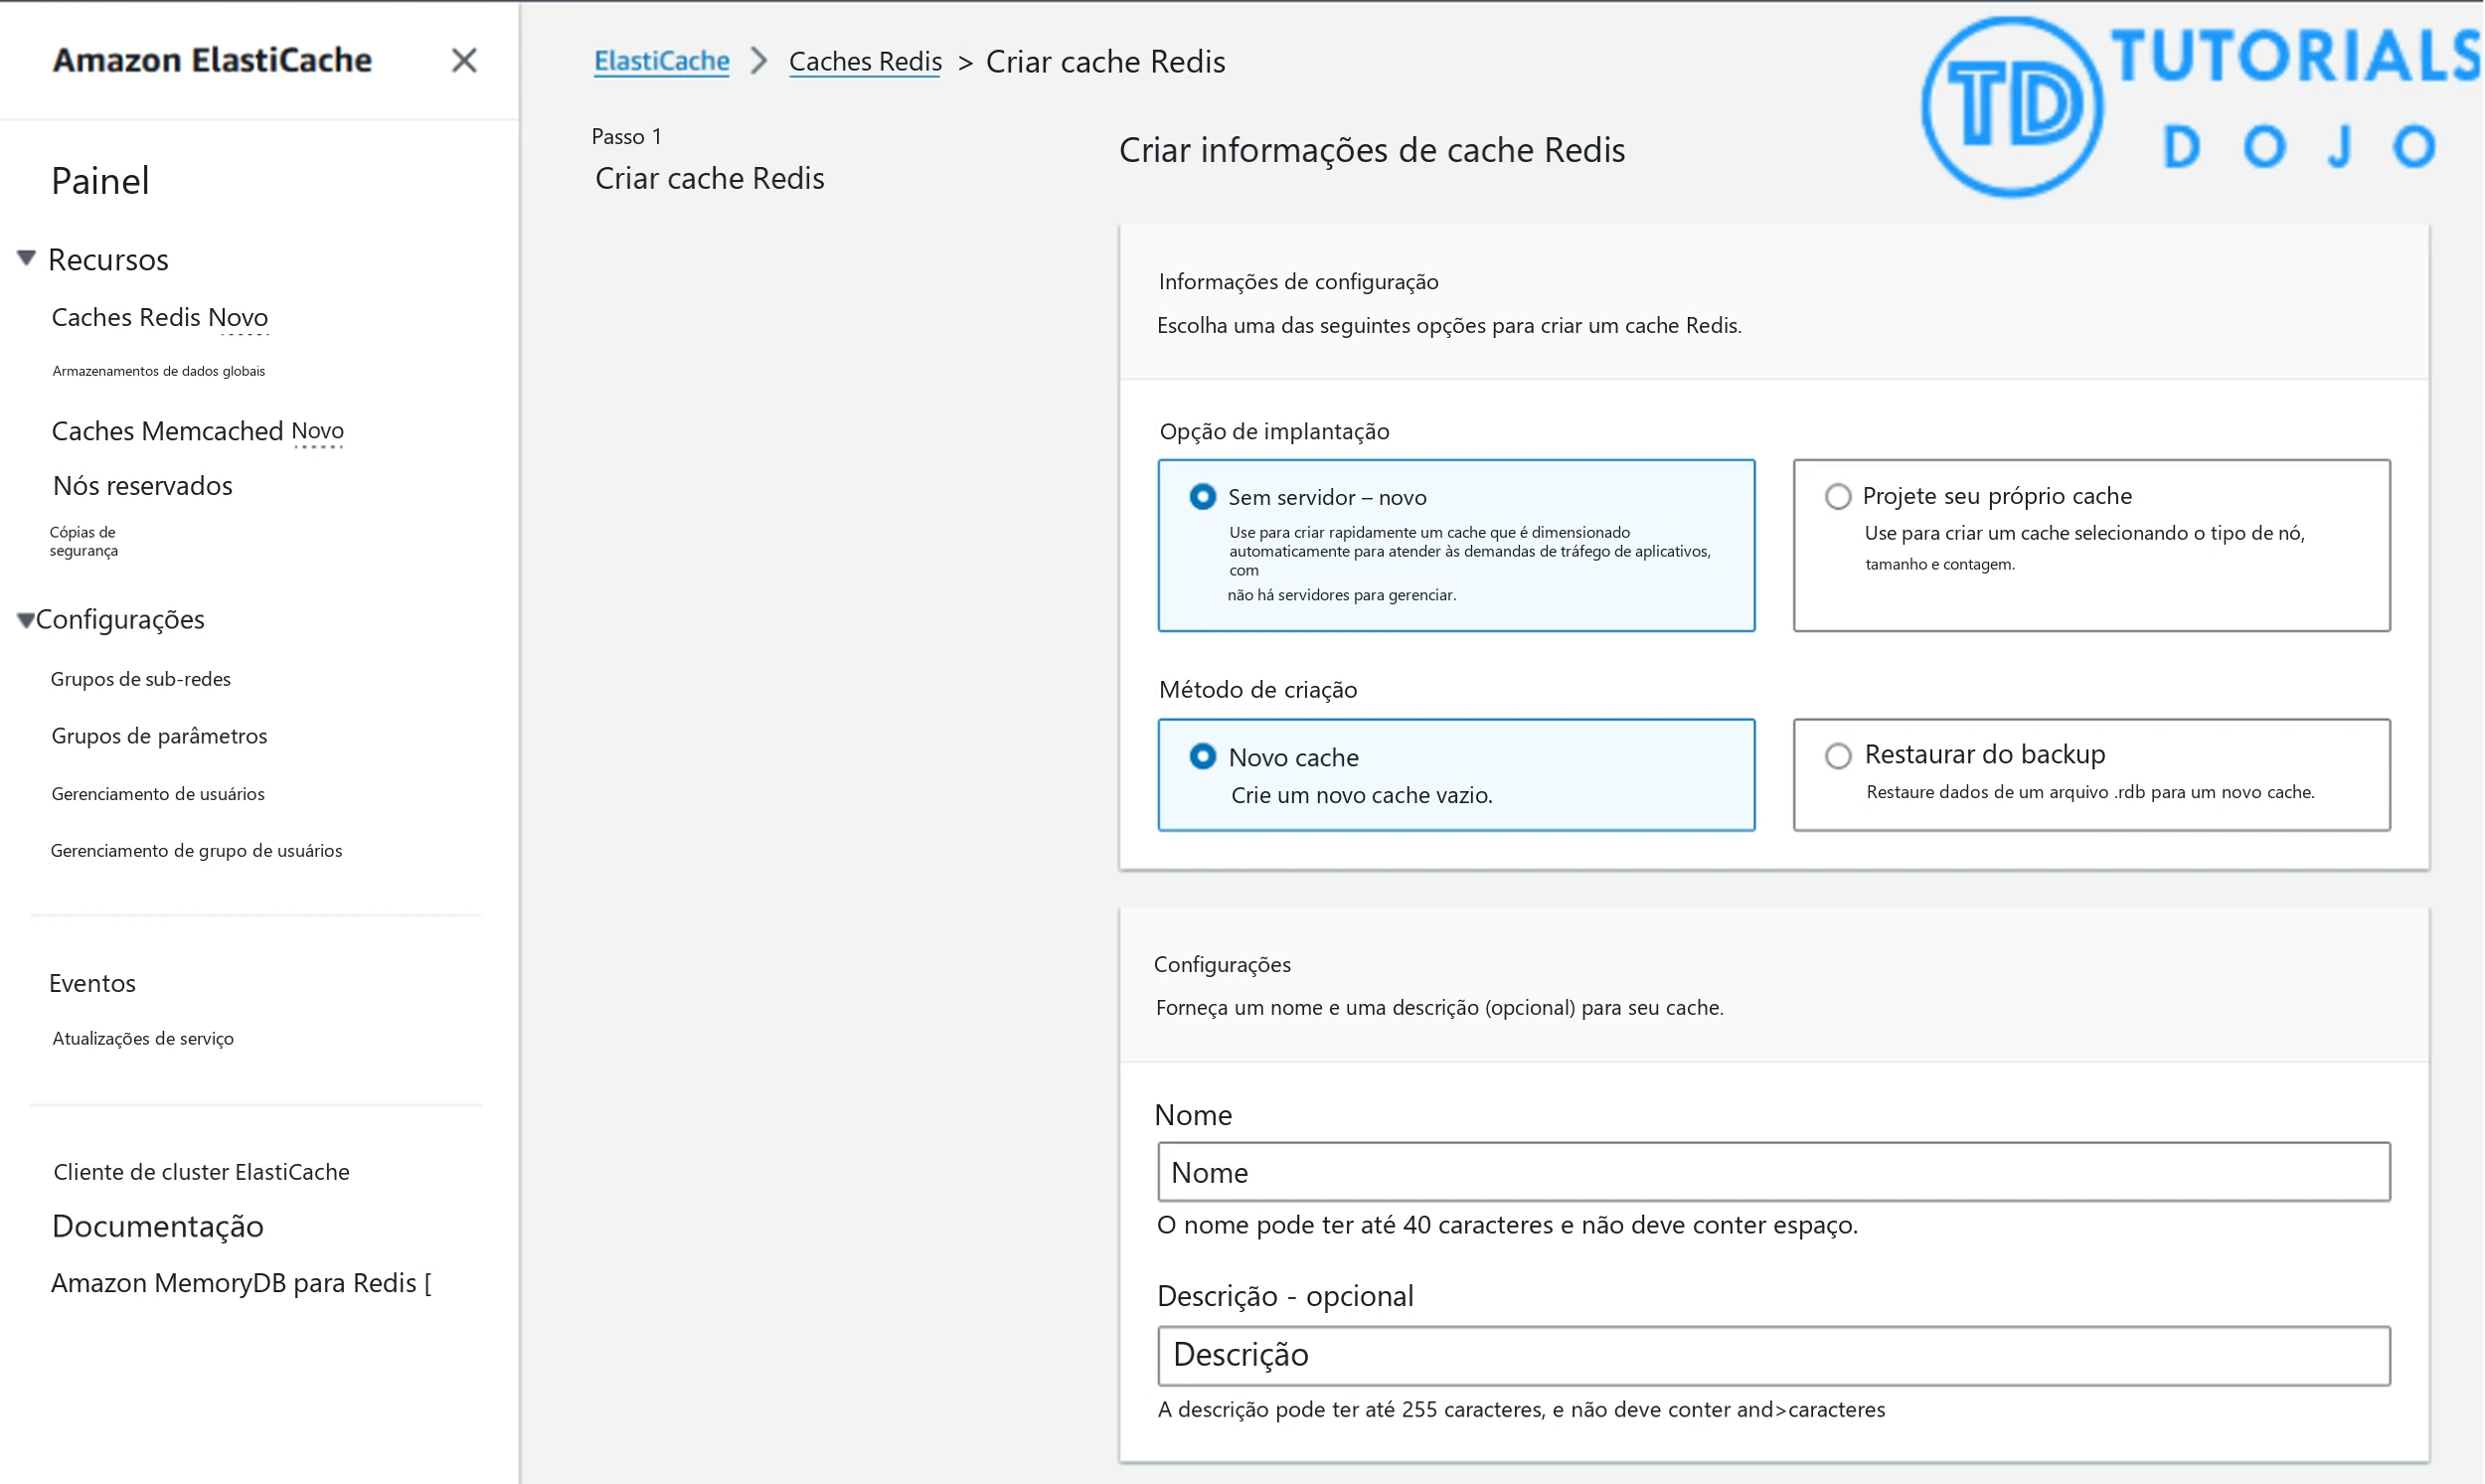 Amazon ElastiCache
Painel
Recursos
Caches Redis Novo
Armazenamentos de dados globais
Caches Memcached Novo
Nós reservados
Cópias de
segurança
Configurações
Grupos de sub-redes
Grupos de parâmetros
Gerenciamento de usuários
Gerenciamento de grupo de usuários
Eventos
Atualizações de serviço
Cliente de cluster ElastiCache
Documentação
Amazon MemoryDB para Redis [
ElastiCache > Caches Redis > Criar cache Redis
TUTORIALS
TD
DOJO
Passo 1
Criar cache Redis
Criar informações de cache Redis
Informações de configuração
Escolha uma das seguintes opções para criar um cache Redis.
Opção de implantação
Sem servidor – novo
Use para criar rapidamente um cache que é dimensionado
automaticamente para atender às demandas de tráfego de aplicativos,
com
não há servidores para gerenciar.
Projete seu próprio cache
Use para criar um cache selecionando o tipo de nó,
tamanho e contagem.
Método de criação
Novo cache
Crie um novo cache vazio.
Restaurar do backup
Restaure dados de um arquivo .rdb para um novo cache.
Configurações
Forneça um nome e uma descrição (opcional) para seu cache.
Nome
Nome
O nome pode ter até 40 caracteres e não deve conter espaço.
Descrição - opcional
Descrição
A descrição pode ter até 255 caracteres, e não deve conter and>caracteres